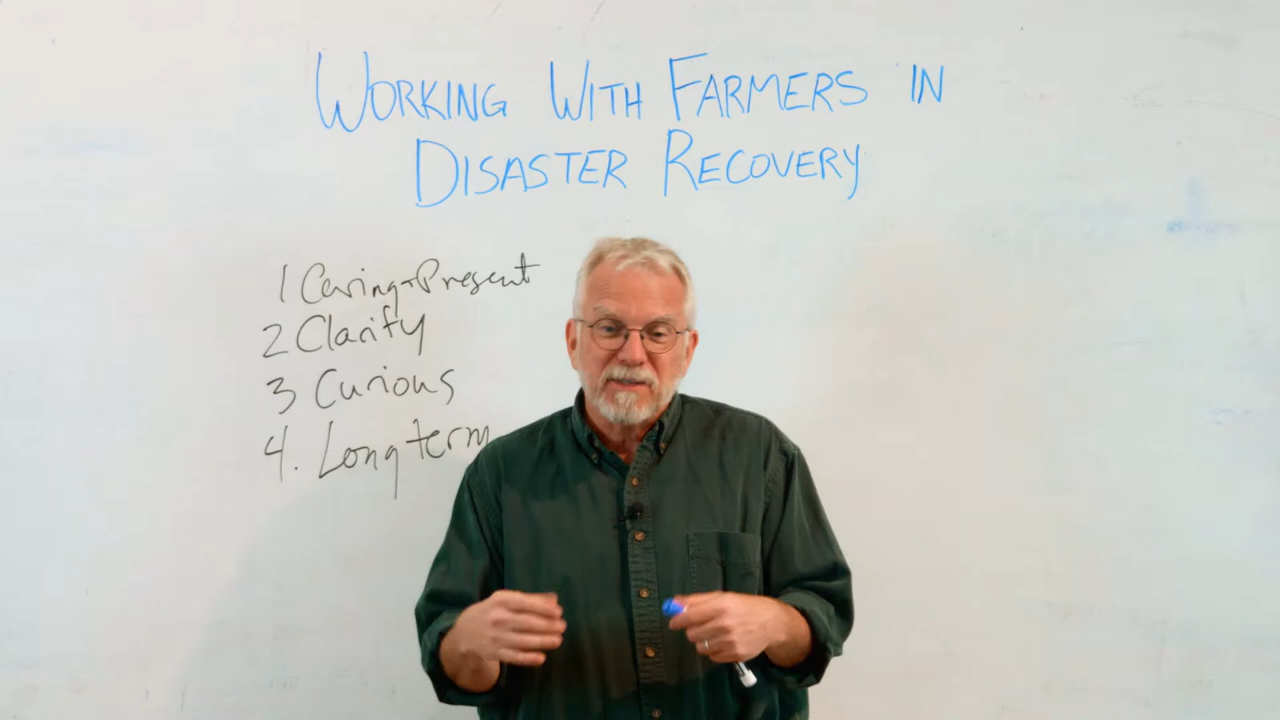 WORKING WITH FARMERS IN
DISASTER RECOVERY
1 Caring+Present
2 Clarify
3 Curious
4. Long term